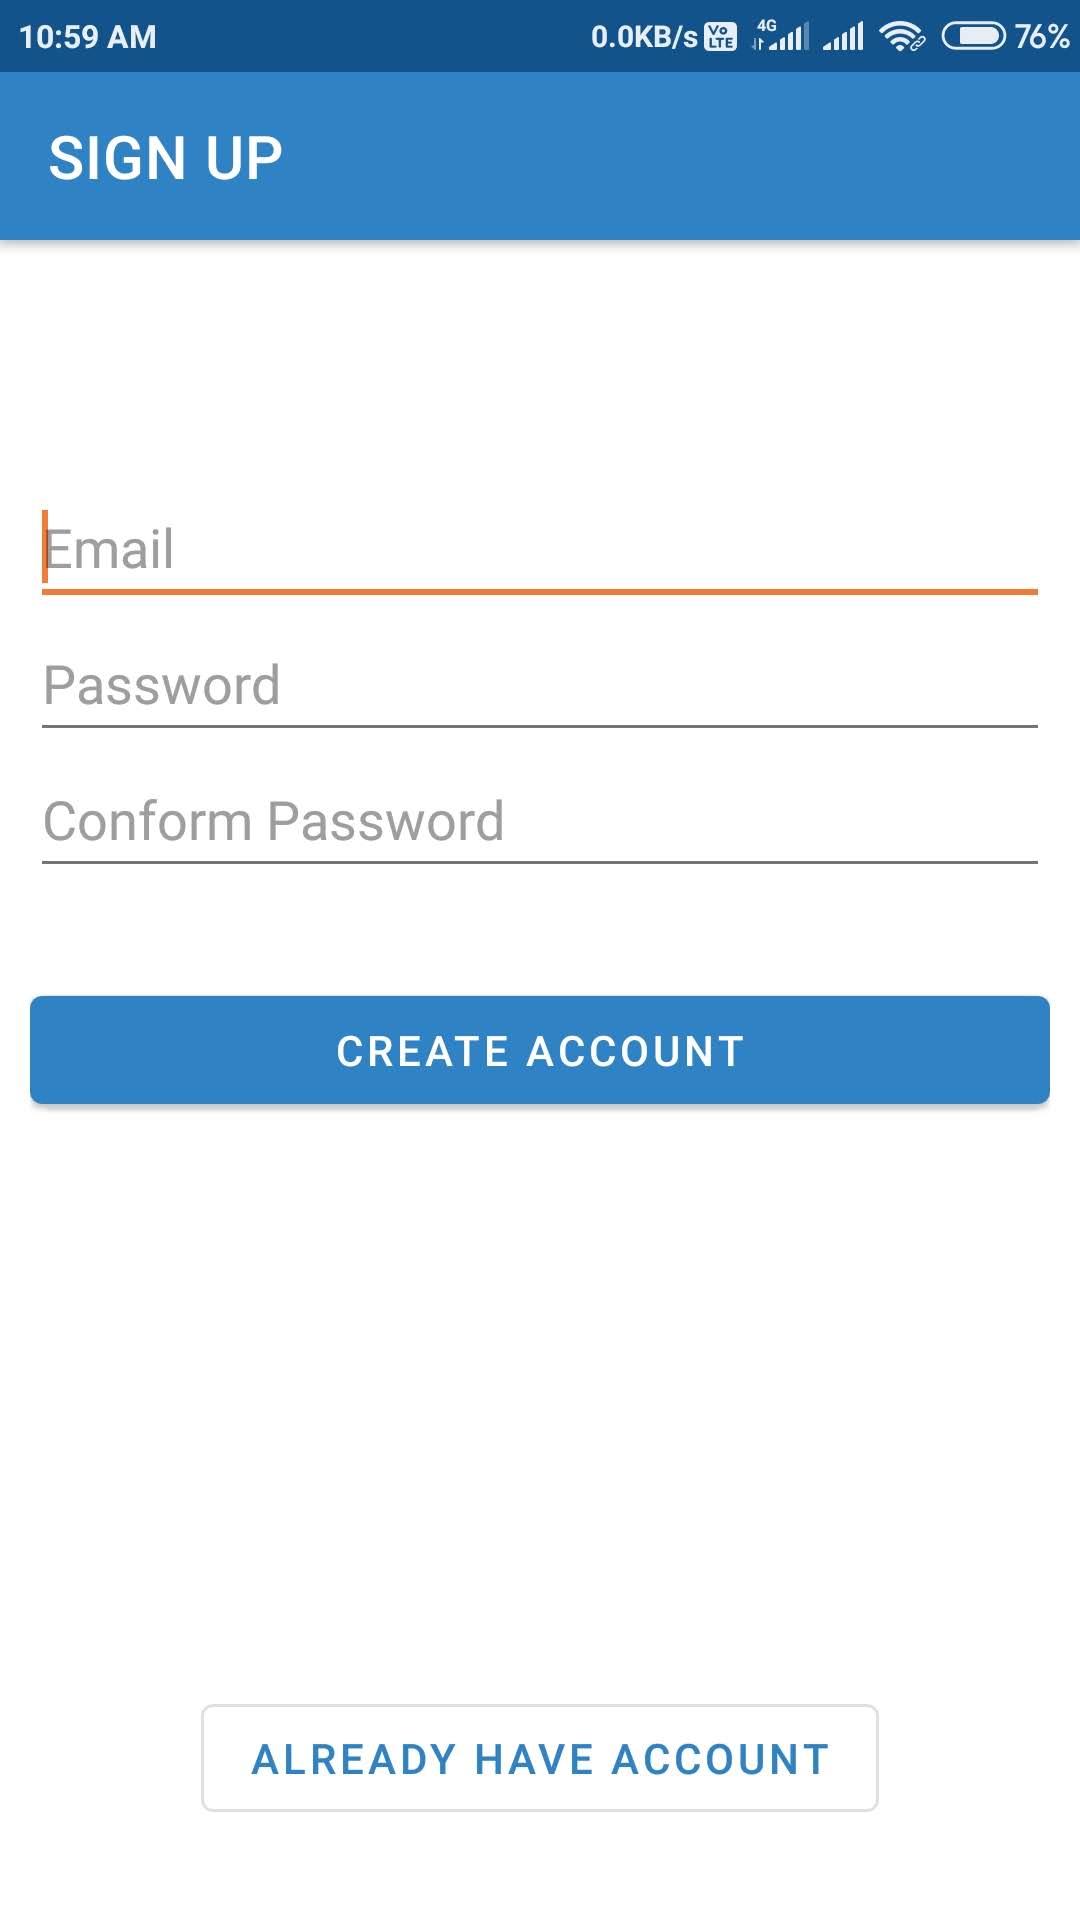 10:59 AM 0.0KB/s Vo LTE 4G 76%
SIGN UP
Email
Password
Conform Password
CREATE ACCOUNT
ALREADY HAVE ACCOUNT